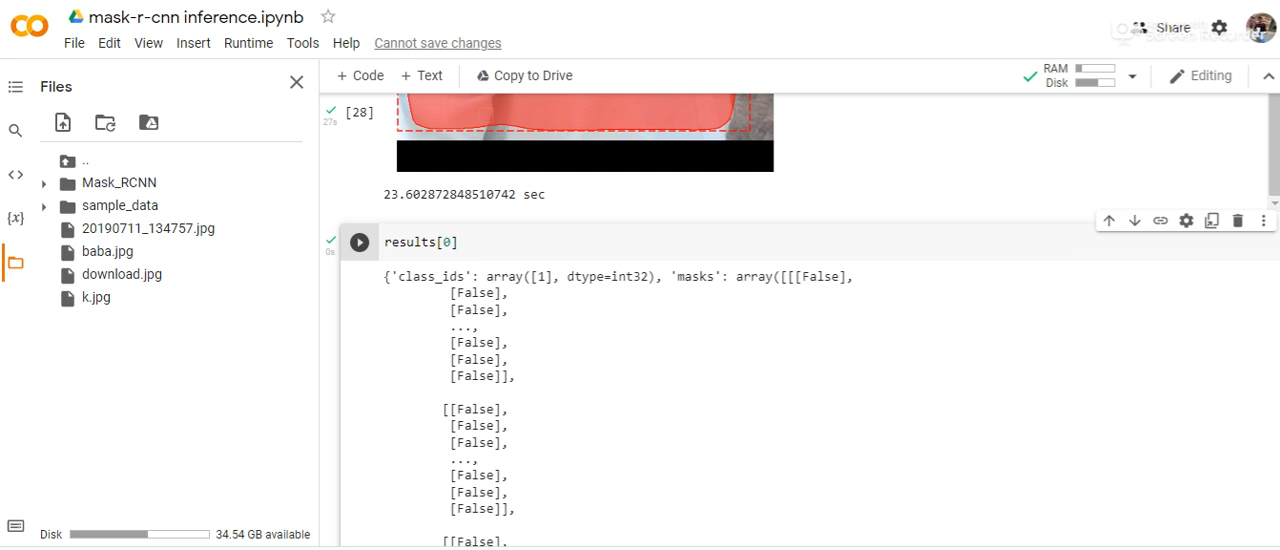 mask-r-cnn inference.ipynb
Share
File Edit View Insert Runtime Tools Help Cannot save changes
Files
+ Code + Text Copy to Drive
RAM
Disk
Editing
..
Mask_RCNN
sample_data
20190711_134757.jpg
baba.jpg
download.jpg
k.jpg
{x}
Disk 34.54 GB available
[28]
27s
23.602872848510742 sec
0s
results[0]
{'class_ids': array([1], dtype=int32), 'masks': array([[[False],
[False],
[False],
...,
[False],
[False],
[False]],
[[False],
[False],
[False],
...,
[False],
[False],
[False]],
[[False],